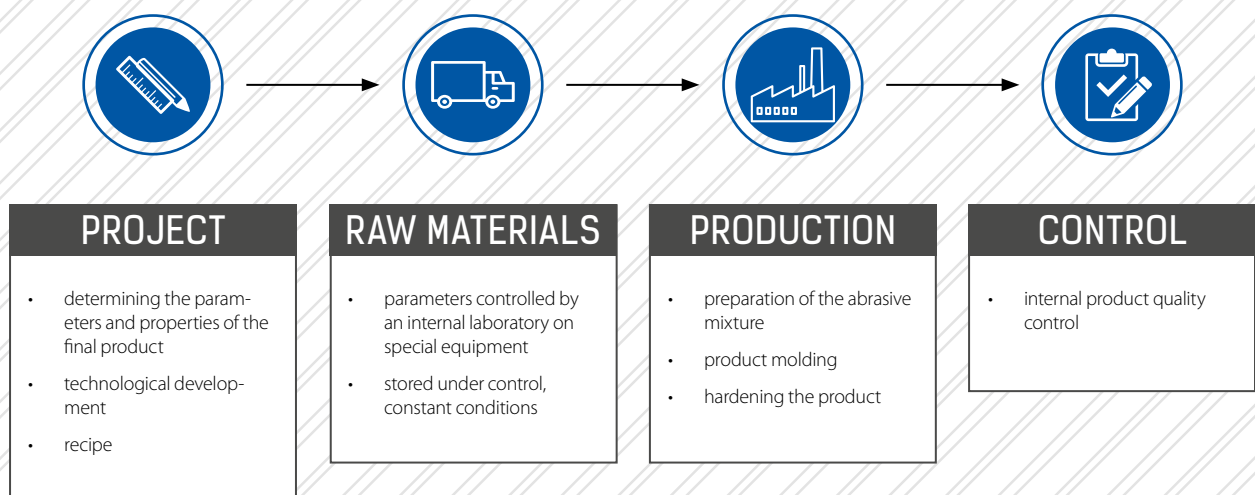 PROJECT
• determining the param-
eters and properties of the
final product
• technological develop-
ment
• recipe
RAW MATERIALS
• parameters controlled by
an internal laboratory on
special equipment
• stored under control,
constant conditions
PRODUCTION
• preparation of the abrasive
mixture
• product molding
• hardening the product
CONTROL
• internal product quality
control